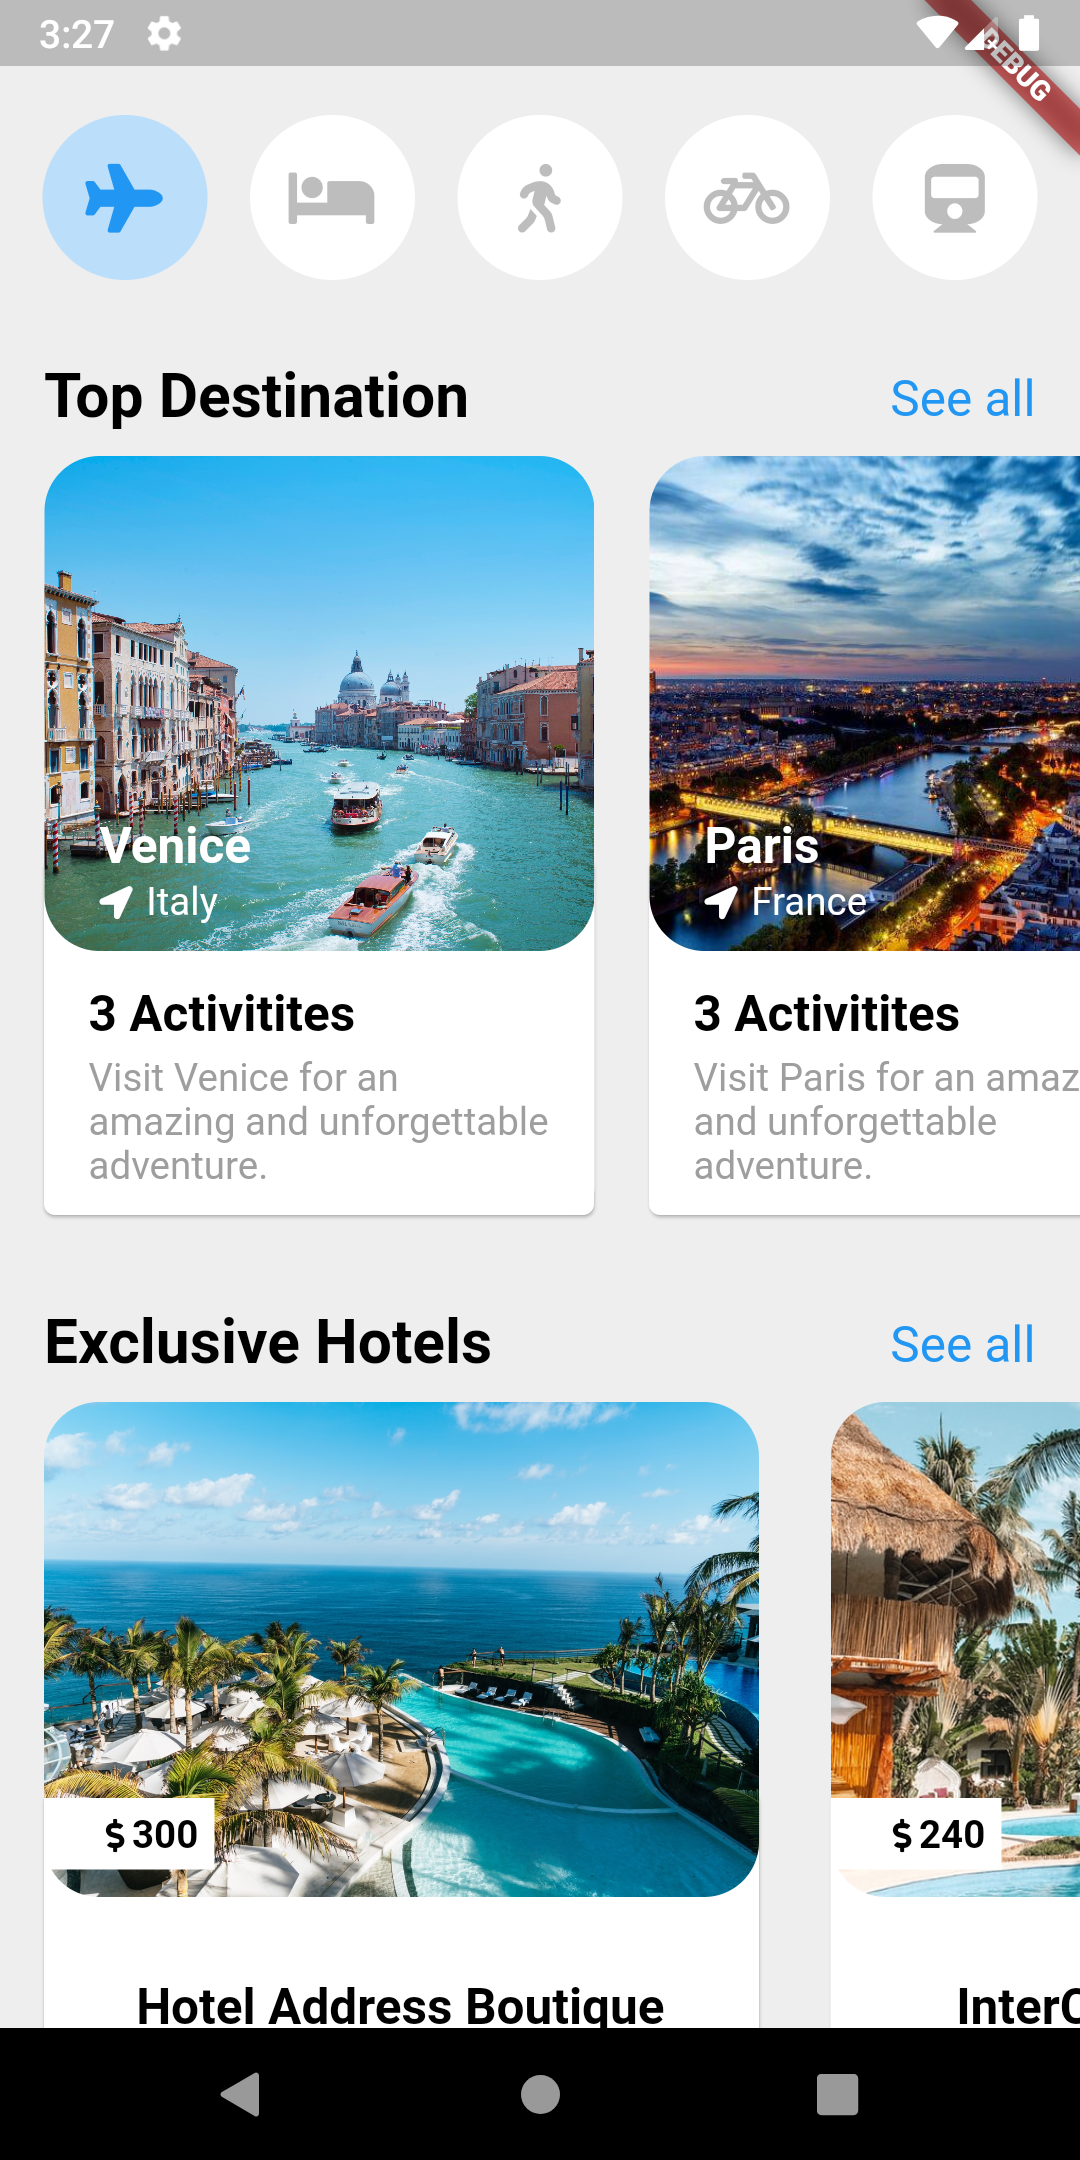 3:27
DEBUG
Top Destination
See all
Venice
Italy
Paris
France
3 Activitites
Visit Venice for an
amazing and unforgettable
adventure.
3 Activitites
Visit Paris for an amaz
and unforgettable
adventure.
Exclusive Hotels
See all
$300
$240
Hotel Address Boutique
InterC